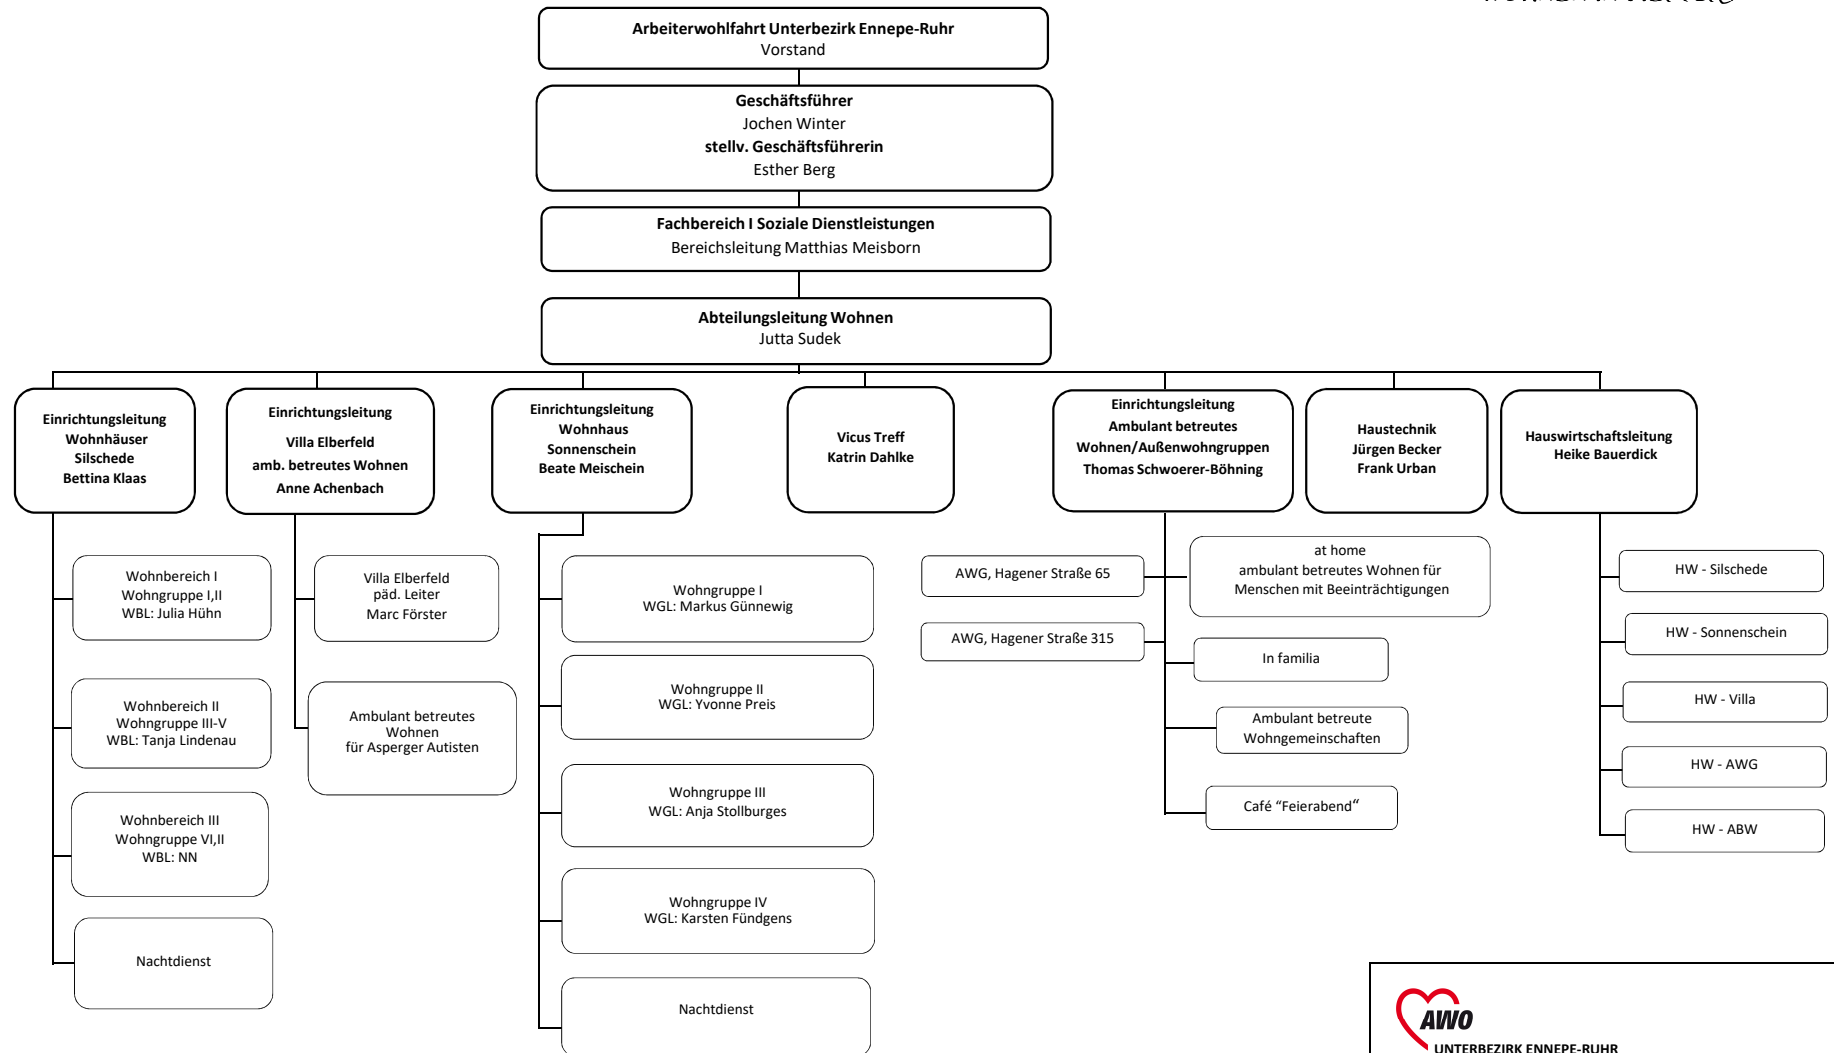 Arbeiterwohlfahrt Unterbezirk Ennepe-Ruhr
Vorstand
Geschäftsführer
Jochen Winter
stellv. Geschäftsführerin
Esther Berg
Fachbereich I Soziale Dienstleistungen
Bereichsleitung Matthias Meisborn
Abteilungsleitung Wohnen
Jutta Sudek
Einrichtungsleitung
Wohnhäuser
Silschede
Bettina Klaas
Einrichtungsleitung
Villa Elberfeld
amb. betreutes Wohnen
Anne Achenbach
Einrichtungsleitung
Wohnhaus
Sonnenschein
Beate Meischein
Vicus Treff
Katrin Dahlke
Einrichtungsleitung
Ambulant betreutes
Wohnen/Außenwohngruppen
Thomas Schwoerer-Böhning
Haustechnik
Jürgen Becker
Frank Urban
Hauswirtschaftsleitung
Heike Bauerdick
Wohnbereich I
Wohngruppe I,II
WBL: Julia Hühn
Wohnbereich II
Wohngruppe III-V
WBL: Tanja Lindenau
Wohnbereich III
Wohngruppe VI,II
WBL: NN
Nachtdienst
Villa Elberfeld
päd. Leiter
Marc Förster
Ambulant betreutes
Wohnen
für Asperger Autisten
Wohngruppe I
WGL: Markus Günnewig
Wohngruppe II
WGL: Yvonne Preis
Wohngruppe III
WGL: Anja Stollburges
Wohngruppe IV
WGL: Karsten Fündgens
Nachtdienst
AWG, Hagener Straße 65
AWG, Hagener Straße 315
at home
ambulant betreutes Wohnen für
Menschen mit Beeinträchtigungen
In familia
Ambulant betreute
Wohngemeinschaften
Café “Feierabend“
HW - Silschede
HW - Sonnenschein
HW - Villa
HW - AWG
HW - ABW
AWO
UNTERBEZIRK ENNEPE-RUHR